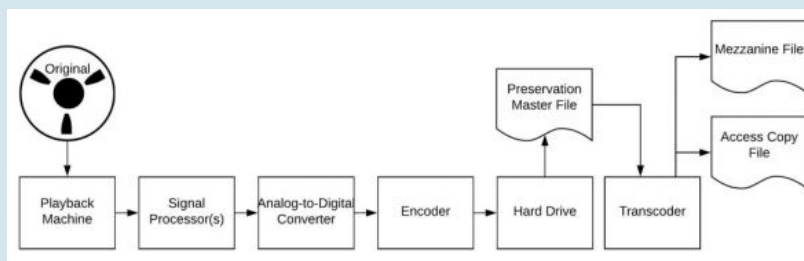 Original
Mezzanine File
Preservation
Master File
Access Copy
File
Playback
Machine
Signal
Processor(s)
Analog-to-Digital
Converter
Encoder
Hard Drive
Transcoder